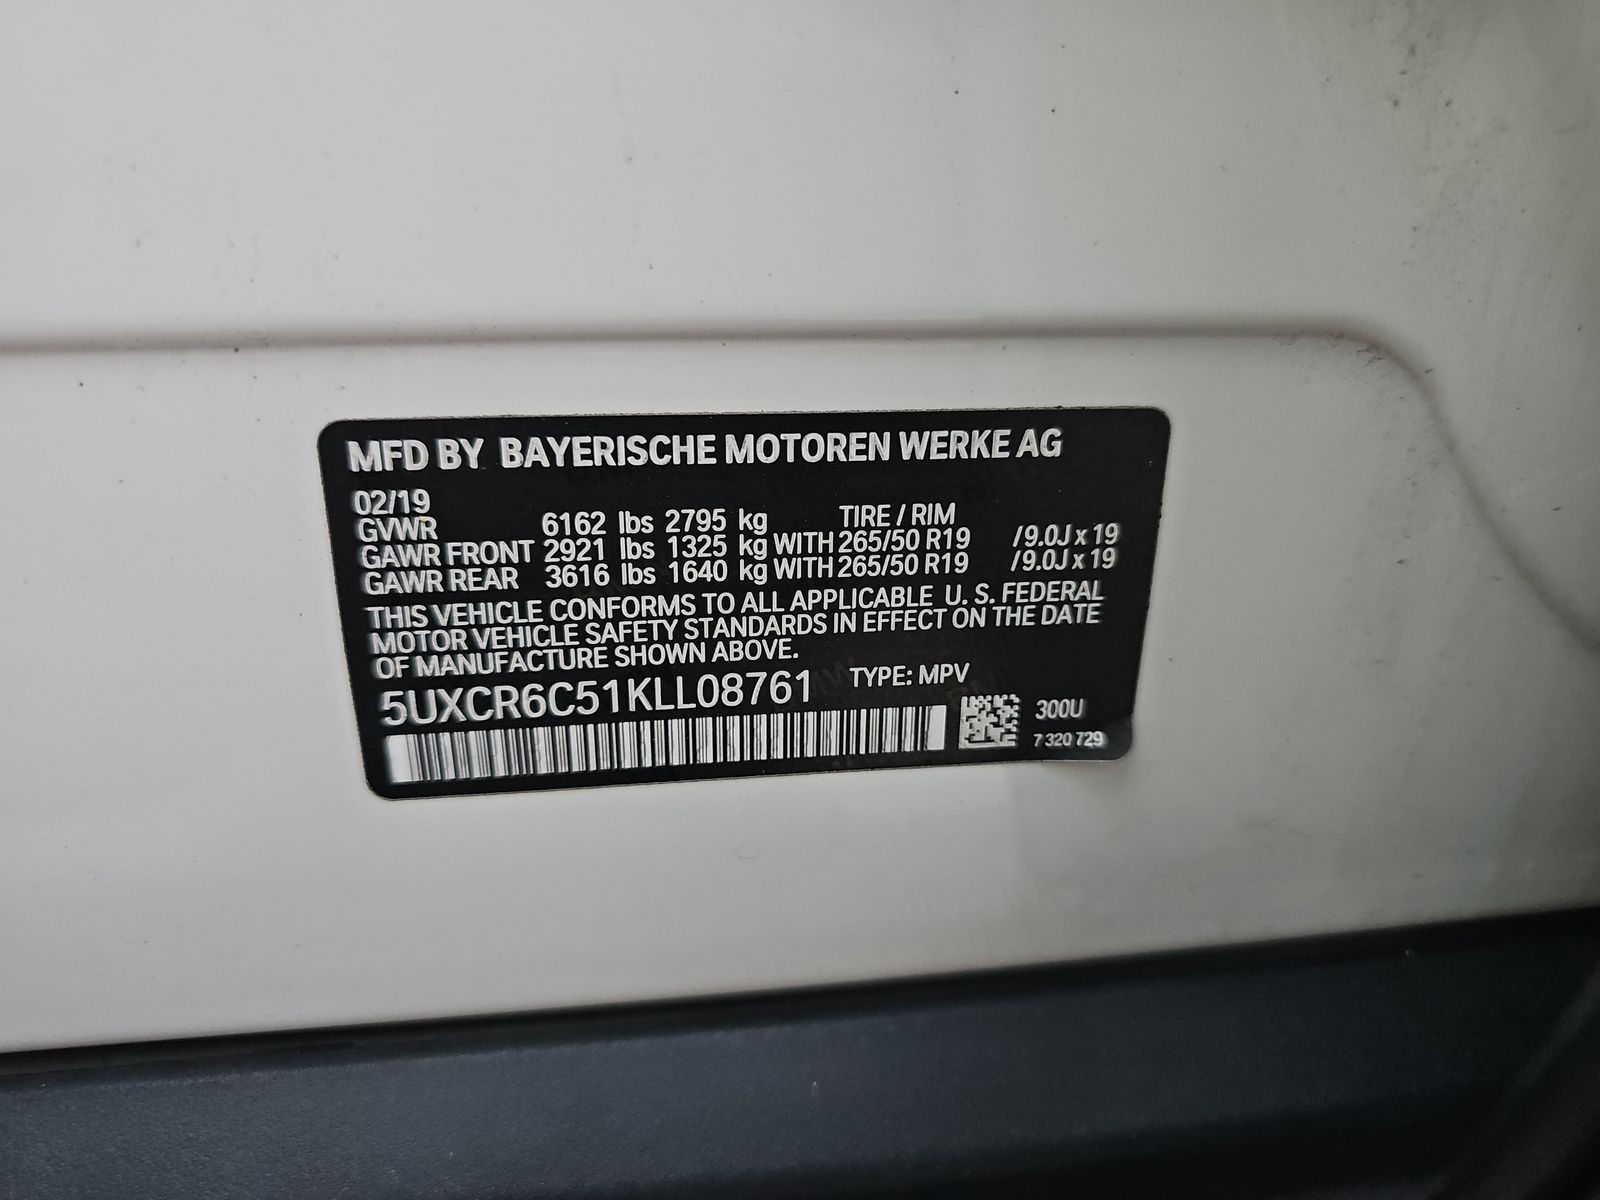 MFD BY BAYERISCHE MOTOREN WERKE AG
02/19
GVWR 6162 lbs 2795 kg TIRE / RIM
GAWR FRONT 2921 lbs 1325 kg WITH 265/50 R19 /9.0J x 19
GAWR REAR 3616 lbs 1640 kg WITH 265/50 R19 /9.0J x 19
THIS VEHICLE CONFORMS TO ALL APPLICABLE U. S. FEDERAL
MOTOR VEHICLE SAFETY STANDARDS IN EFFECT ON THE DATE
OF MANUFACTURE SHOWN ABOVE.
5UXCR6C51KLL08761 TYPE: MPV
300U
7 320 729